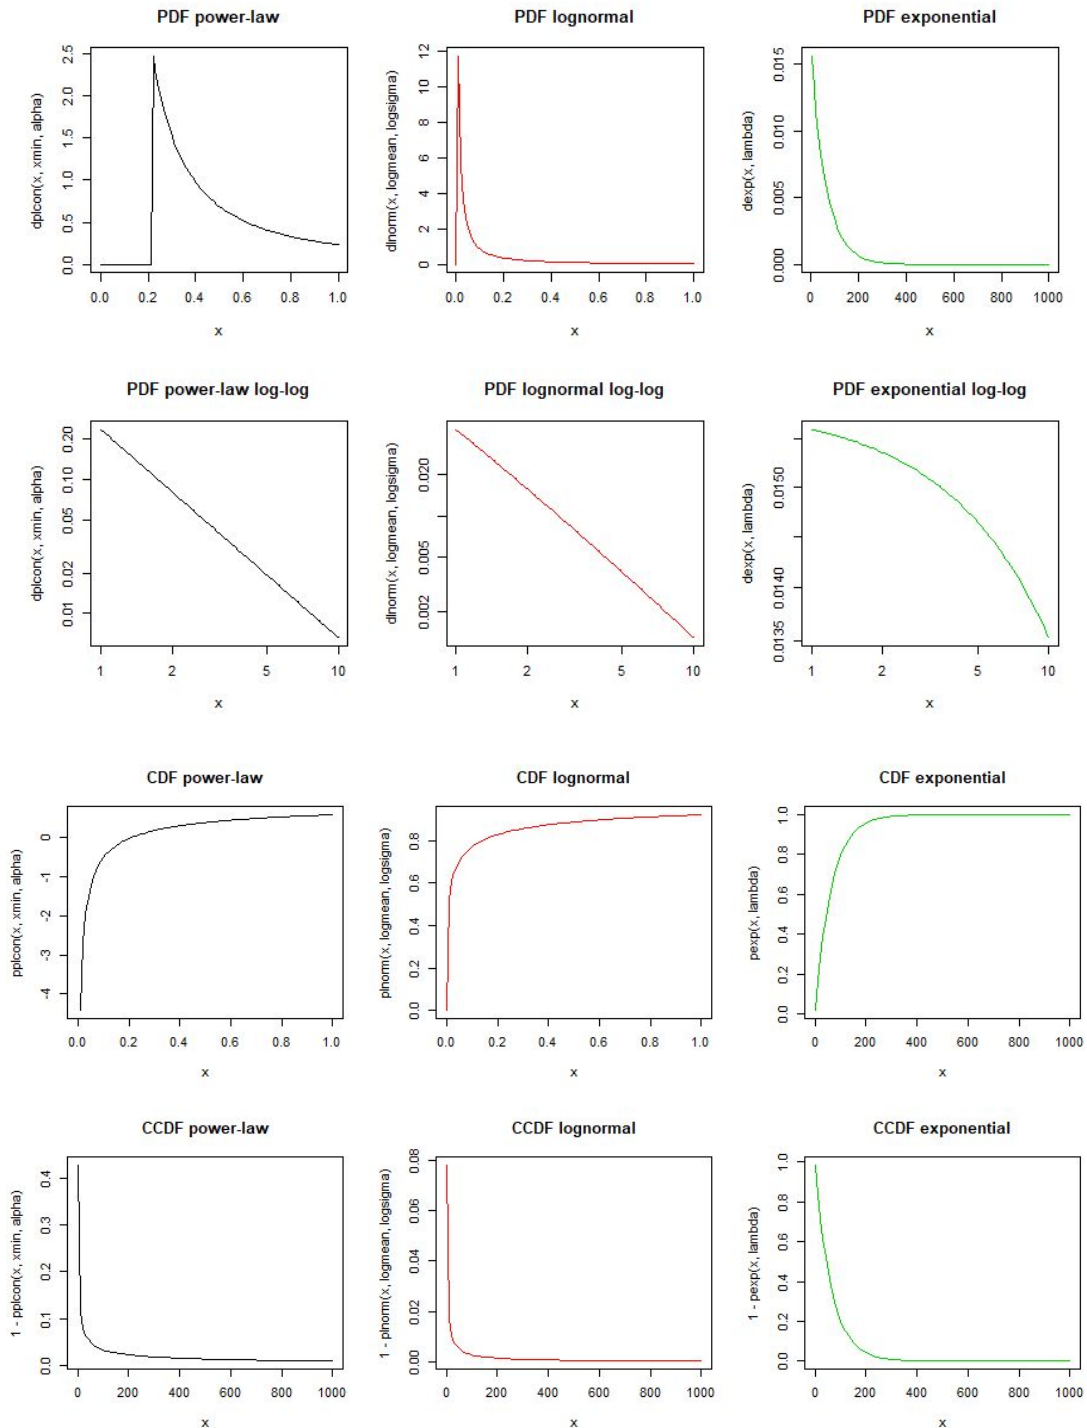 PDF power-law
dplcon(x, xmin, alpha)
0.0 0.5 1.0 1.5 2.0 2.5
0.0 0.2 0.4 0.6 0.8 1.0
x
PDF lognormal
dlnorm(x, logmean, logsigma)
0 2 4 6 8 10 12
0.0 0.2 0.4 0.6 0.8 1.0
x
PDF exponential
dexp(x, lambda)
0.000 0.005 0.010 0.015
0 200 400 600 800 1000
x
PDF power-law log-log
dplcon(x, xmin, alpha)
0.01 0.02 0.05 0.10 0.20
1 2 5 10
x
PDF lognormal log-log
dlnorm(x, logmean, logsigma)
0.002 0.005 0.020
1 2 5 10
x
PDF exponential log-log
dexp(x, lambda)
0.0135 0.0140 0.0150
1 2 5 10
x
CDF power-law
pplcon(x, xmin, alpha)
-4 -3 -2 -1 0
0.0 0.2 0.4 0.6 0.8 1.0
x
CDF lognormal
plnorm(x, logmean, logsigma)
0.0 0.2 0.4 0.6 0.8
0.0 0.2 0.4 0.6 0.8 1.0
x
CDF exponential
pexp(x, lambda)
0.0 0.2 0.4 0.6 0.8 1.0
0 200 400 600 800 1000
x
CCDF power-law
1 - pplcon(x, xmin, alpha)
0.0 0.1 0.2 0.3 0.4
0 200 400 600 800 1000
x
CCDF lognormal
1 - plnorm(x, logmean, logsigma)
0.00 0.02 0.04 0.06 0.08
0 200 400 600 800 1000
x
CCDF exponential
1 - pexp(x, lambda)
0.0 0.2 0.4 0.6 0.8 1.0
0 200 400 600 800 1000
x